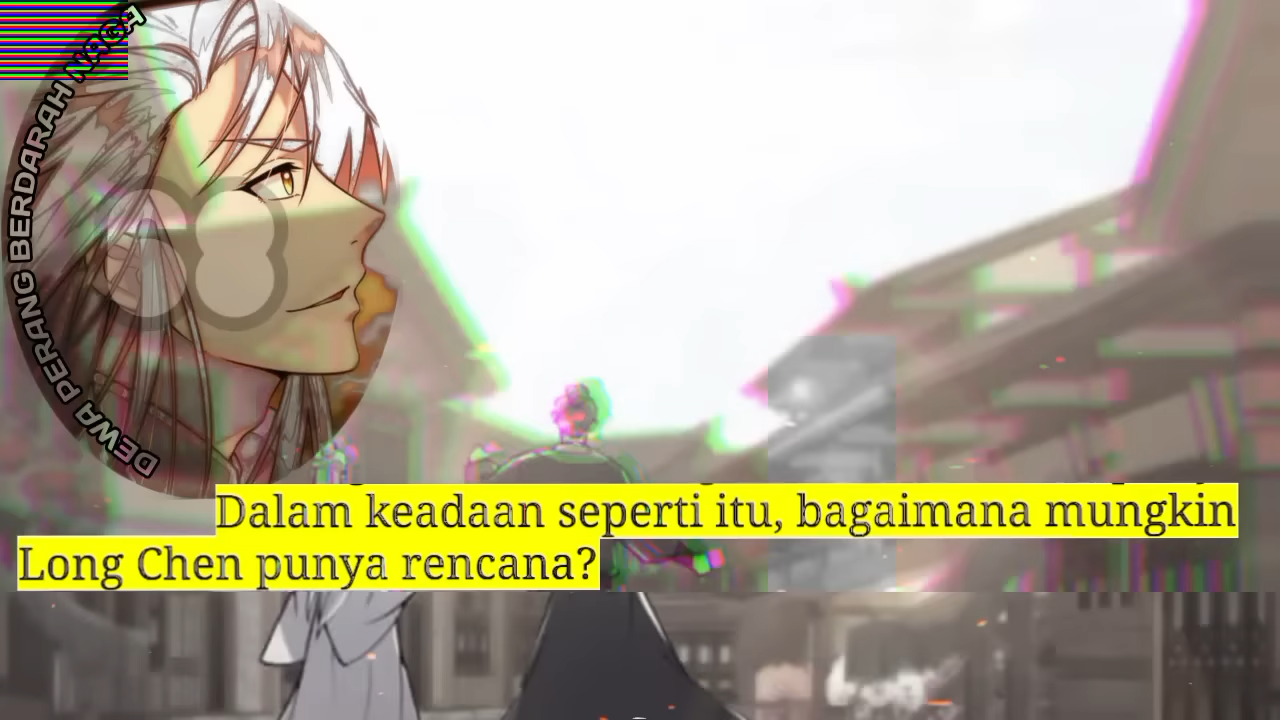 DEWA PERANG BERDARAH NAGA
Dalam keadaan seperti itu, bagaimana mungkin
Long Chen punya rencana?